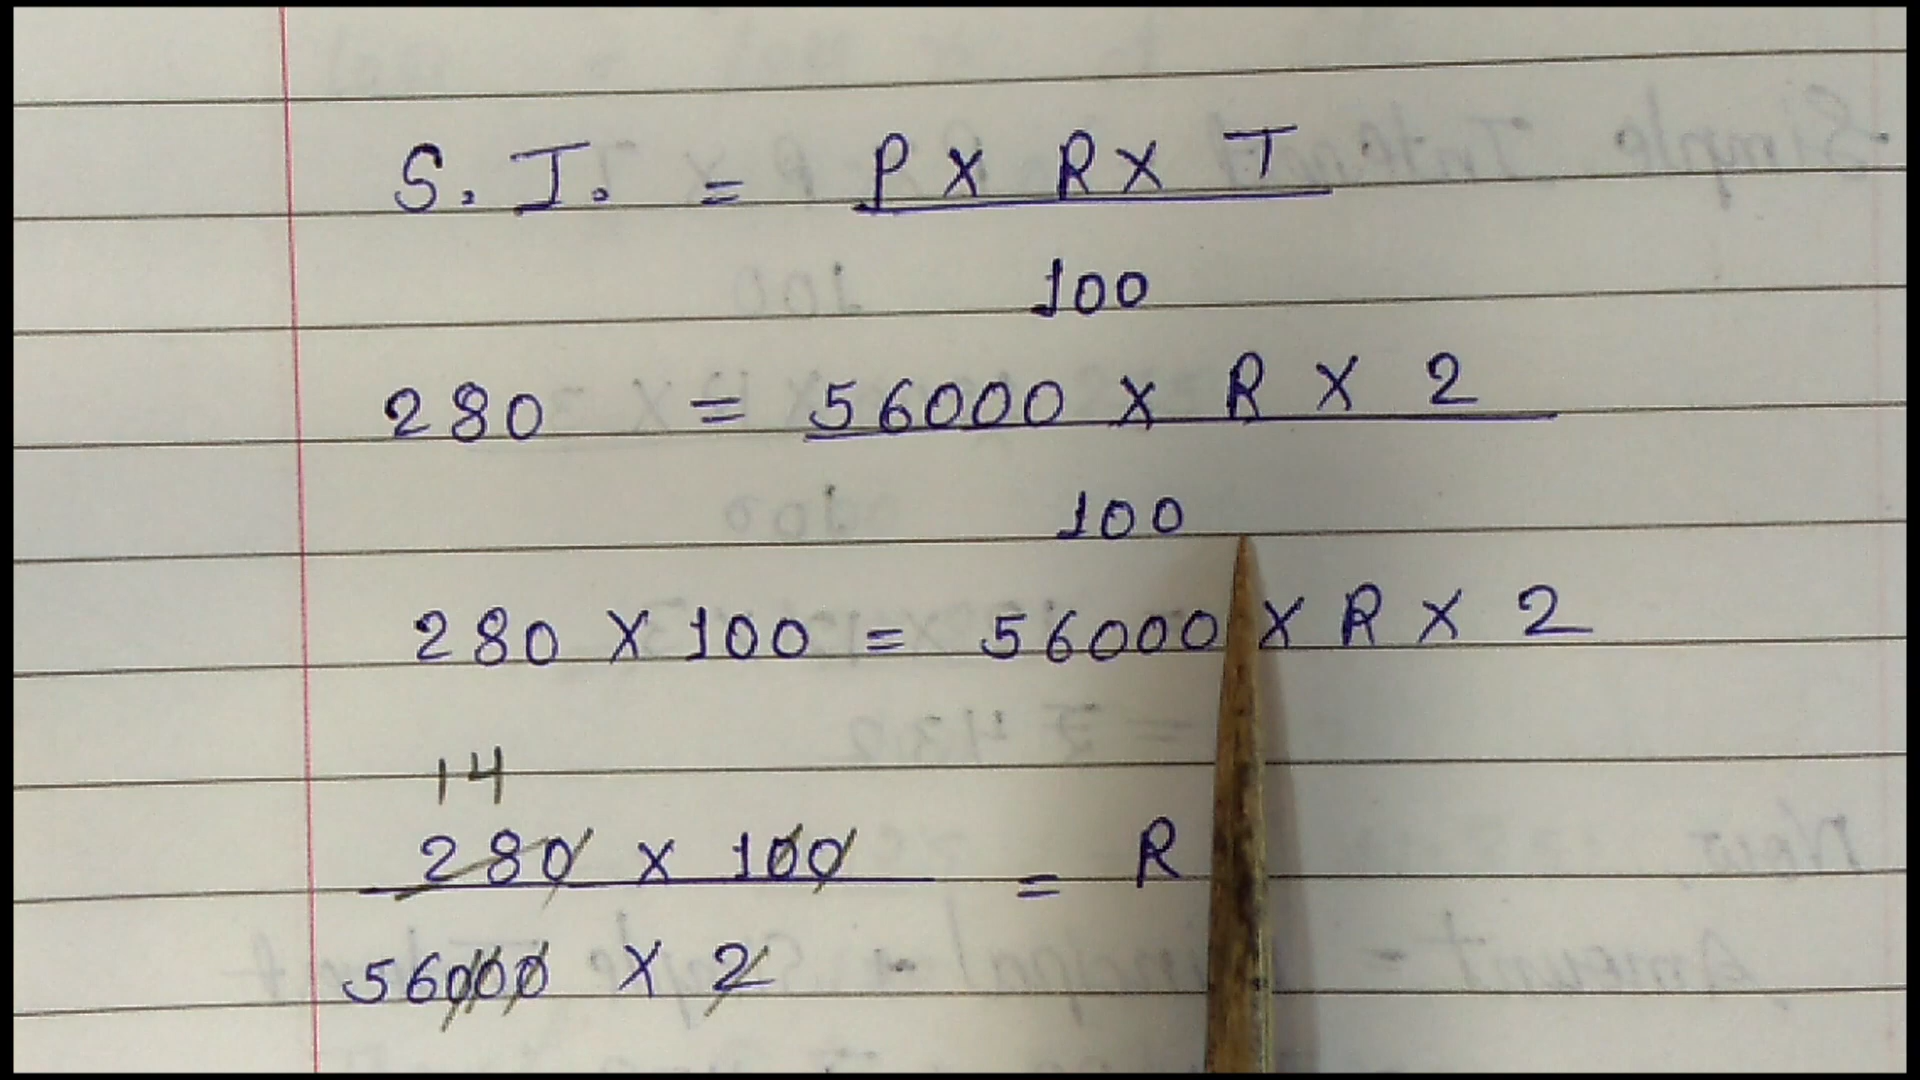 S. I. = P X R X T
100
280 = 56000 X R X 2
100
280 X 100 = 56000 X R X 2
14
280 X 100 = R
56000 X 2